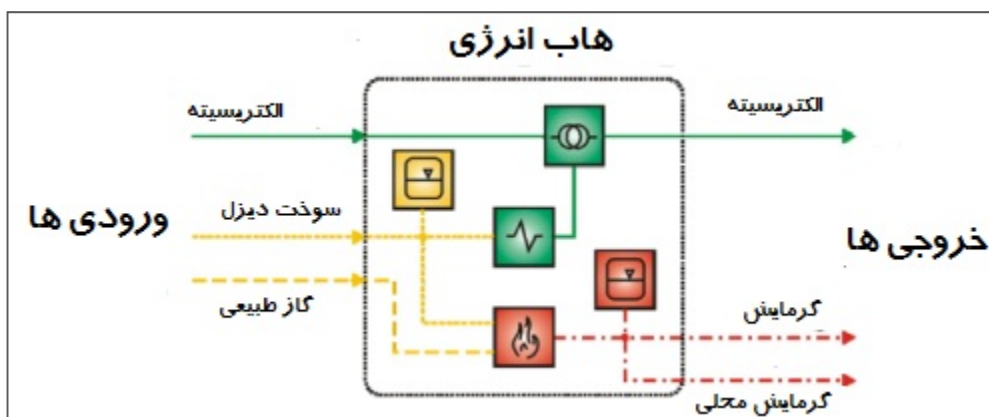 هاب انرژی
الکتریسیته
الکتریسیته
ورودی ها
سوخت دیزل
خروجی ها
گاز طبیعی
گرمایش
گرمایش محلی